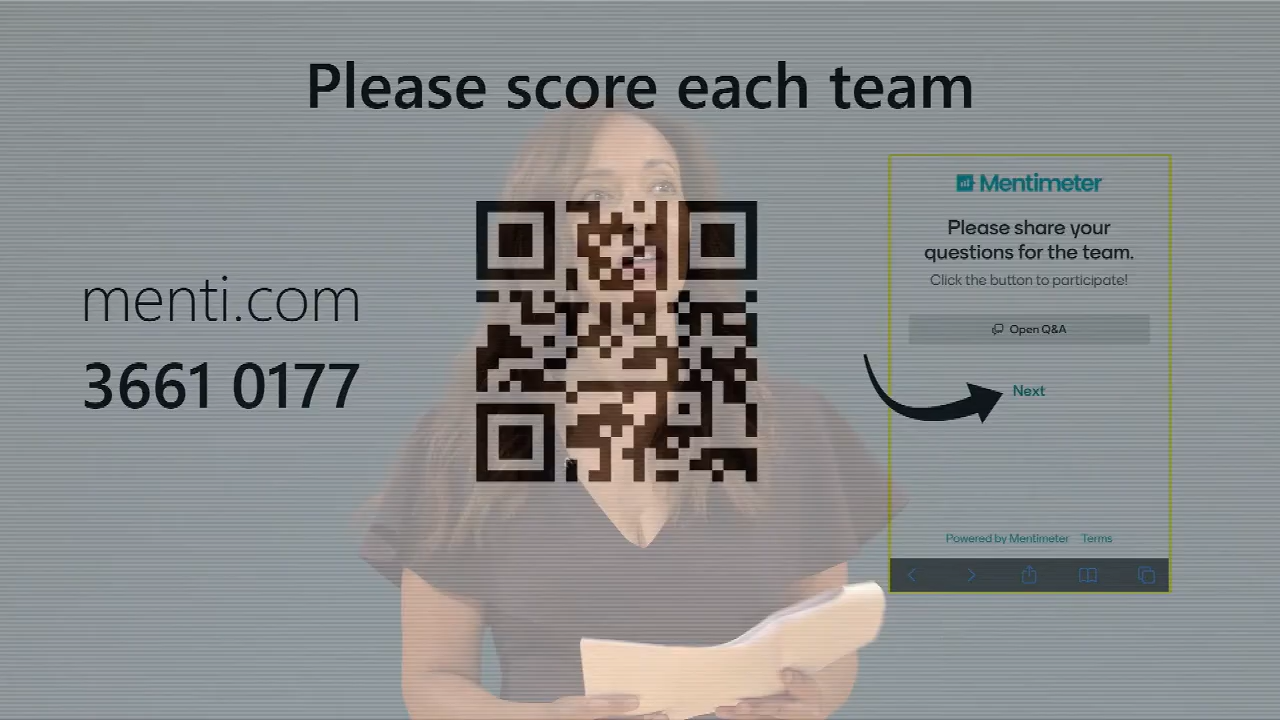 Please score each team
menti.com
3661 0177
Mentimeter
Please share your
questions for the team.
Click the button to participate!
Open Q&A
Next
Powered by Mentimeter Terms